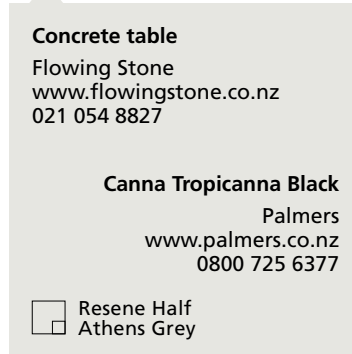 Concrete table
Flowing Stone
www.flowingstone.co.nz
021 054 8827
Canna Tropicanna Black
Palmers
www.palmers.co.nz
0800 725 6377
Resene Half
Athens Grey